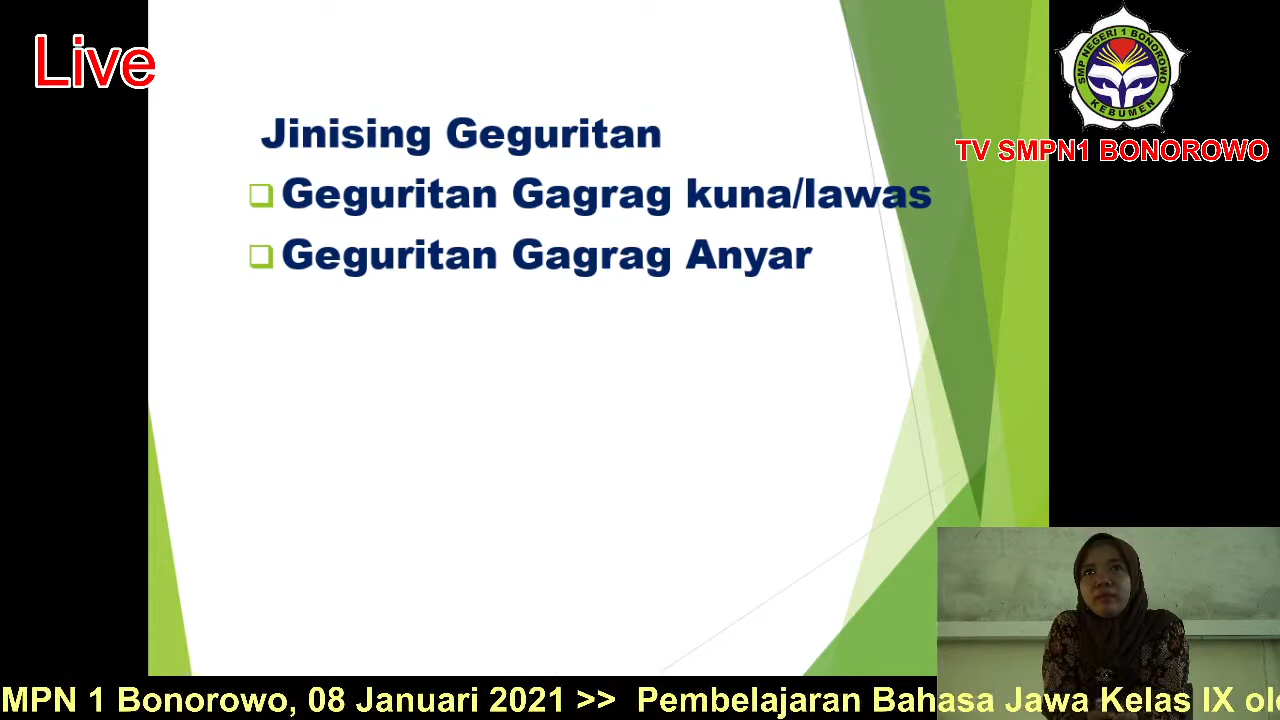 Live
Jinising Geguritan
Geguritan Gagrag kuna/lawas
Geguritan Gagrag Anyar
SMP NEGERI 1 BONOROWO
KEBUMEN
TV SMPN1 BONOROWO
MPN 1 Bonorowo, 08 Januari 2021 >> Pembelajaran Bahasa Jawa Kelas IX ol